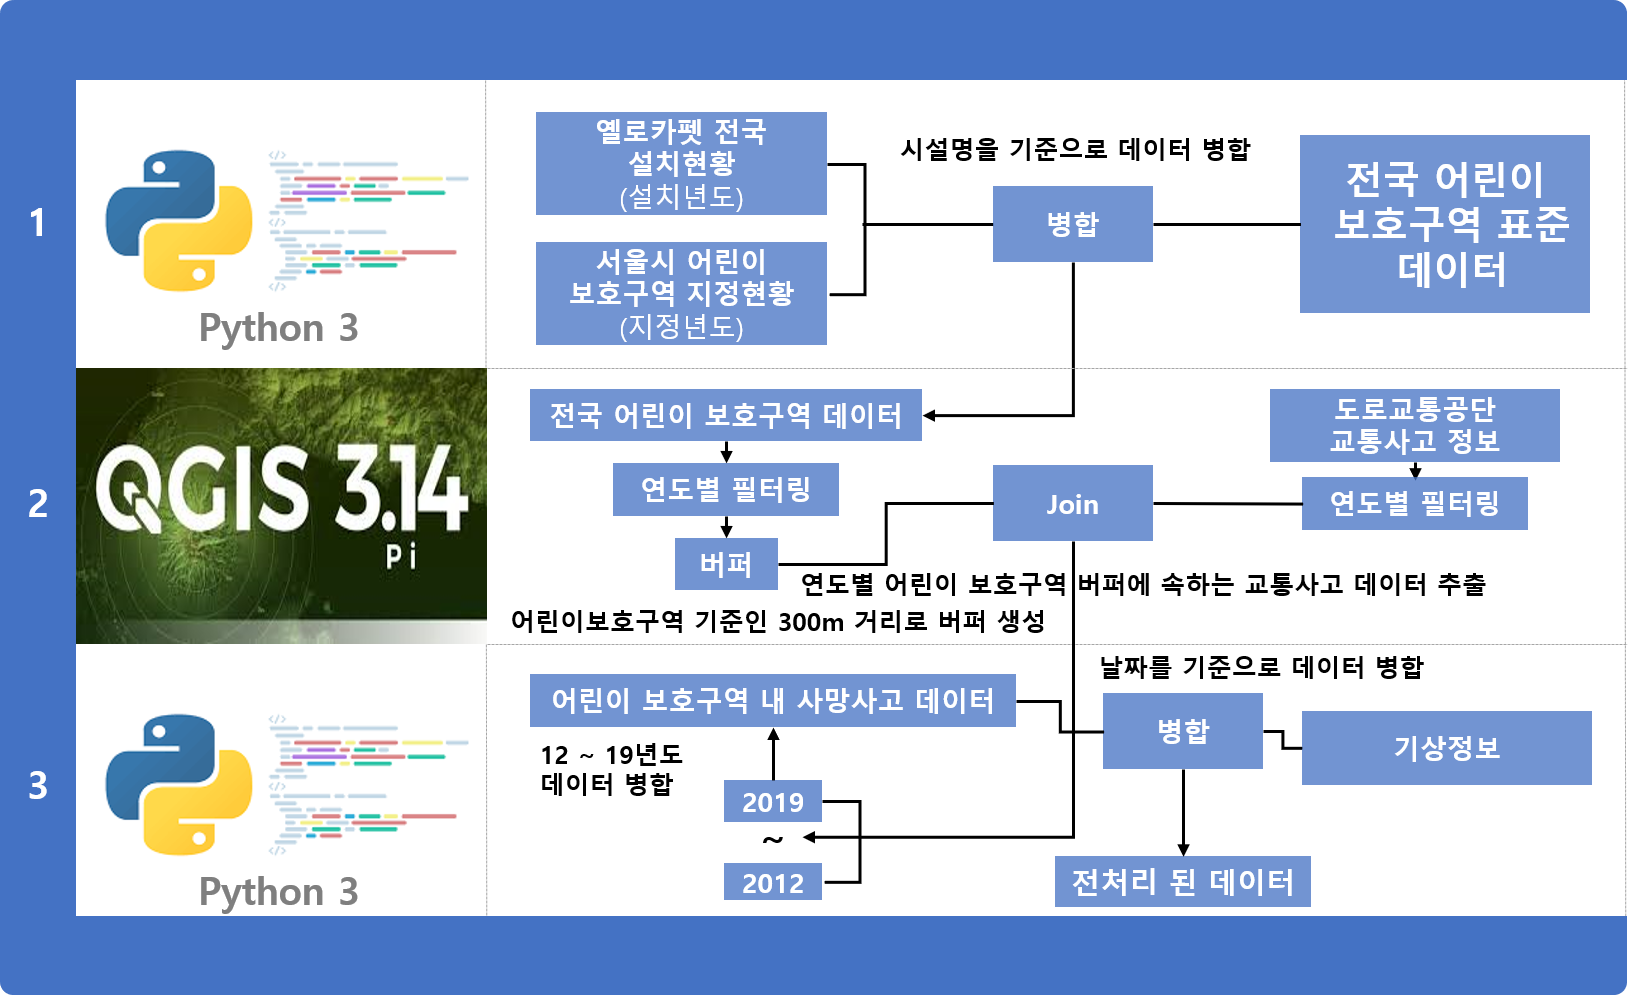 1
Python 3
옐로카펫 전국
설치현황
(설치년도)
서울시 어린이
보호구역 지정현황
(지정년도)
시설명을 기준으로 데이터 병합
병합
전국 어린이
보호구역 표준
데이터
2
QGIS 3.14
Pi
전국 어린이 보호구역 데이터
연도별 필터링
버퍼
Join
도로교통공단
교통사고 정보
연도별 필터링
연도별 어린이 보호구역 버퍼에 속하는 교통사고 데이터 추출
어린이보호구역 기준인 300m 거리로 버퍼 생성
3
Python 3
어린이 보호구역 내 사망사고 데이터
12 ~ 19년도
데이터 병합
2019
~
2012
날짜를 기준으로 데이터 병합
병합
기상정보
전처리 된 데이터